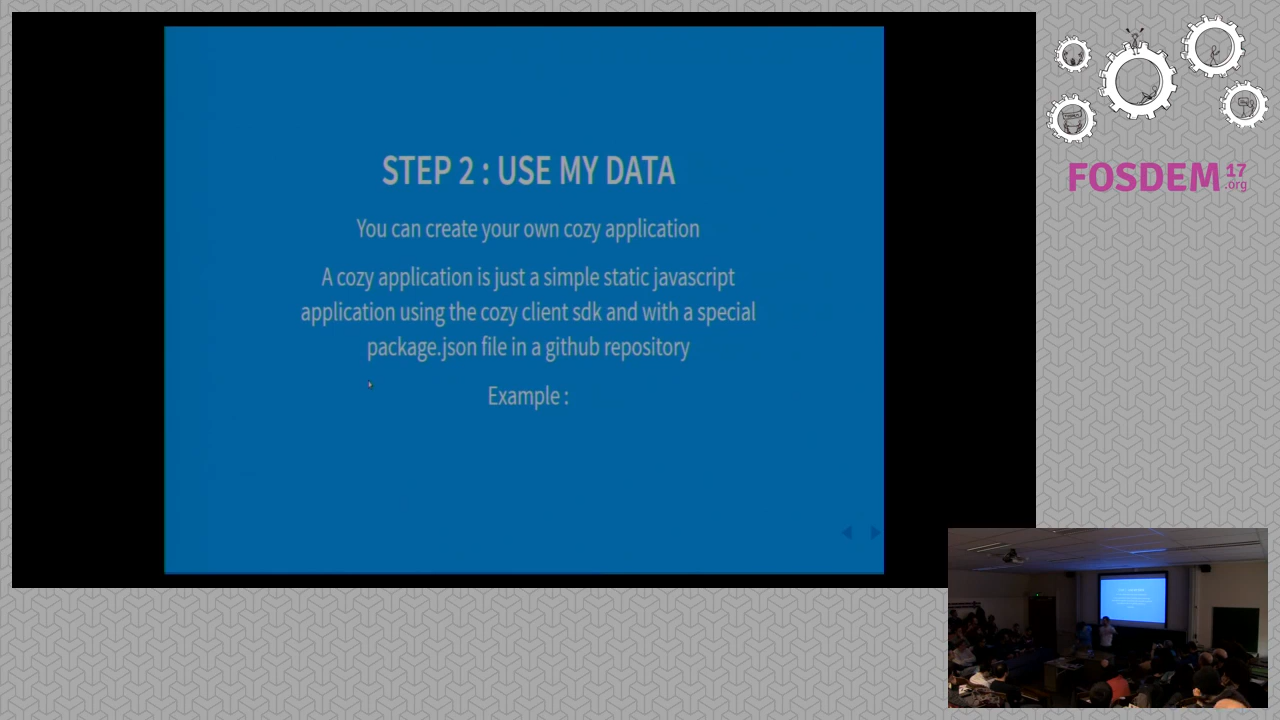 STEP 2 : USE MY DATA
You can create your own cozy application
A cozy application is just a simple static javascript
application using the cozy client sdk and with a special
package.json file in a github repository
Example :
FOSDEM 17
.org